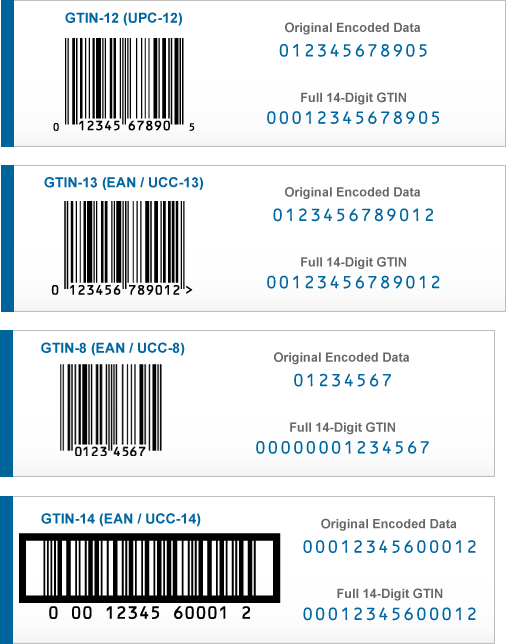 GTIN-12 (UPC-12)
Original Encoded Data
012345678905
Full 14-Digit GTIN
00012345678905
0 12345 67890 5
GTIN-13 (EAN / UCC-13)
Original Encoded Data
0123456789012
Full 14-Digit GTIN
00123456789012
0 123456 789012 >
GTIN-8 (EAN / UCC-8)
Original Encoded Data
01234567
Full 14-Digit GTIN
00000001234567
0123 4567
GTIN-14 (EAN / UCC-14)
Original Encoded Data
00012345600012
Full 14-Digit GTIN
00012345600012
0 00 12345 60001 2